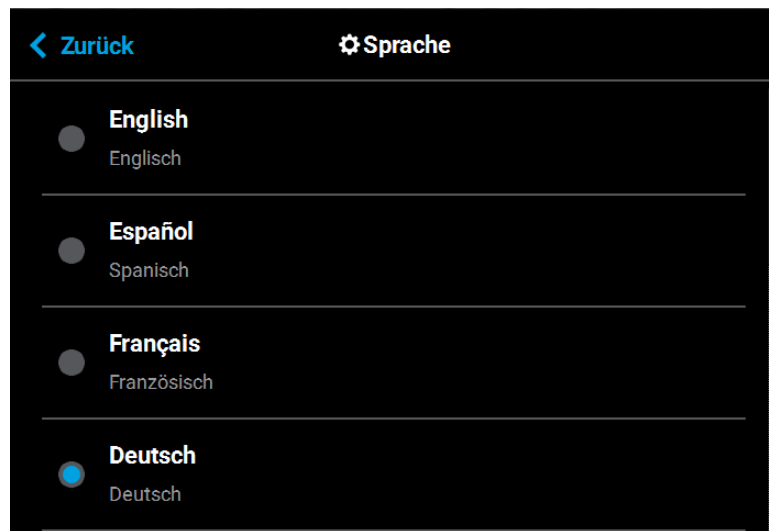 Zurück
Sprache
English
Englisch
Español
Spanisch
Français
Französisch
Deutsch
Deutsch